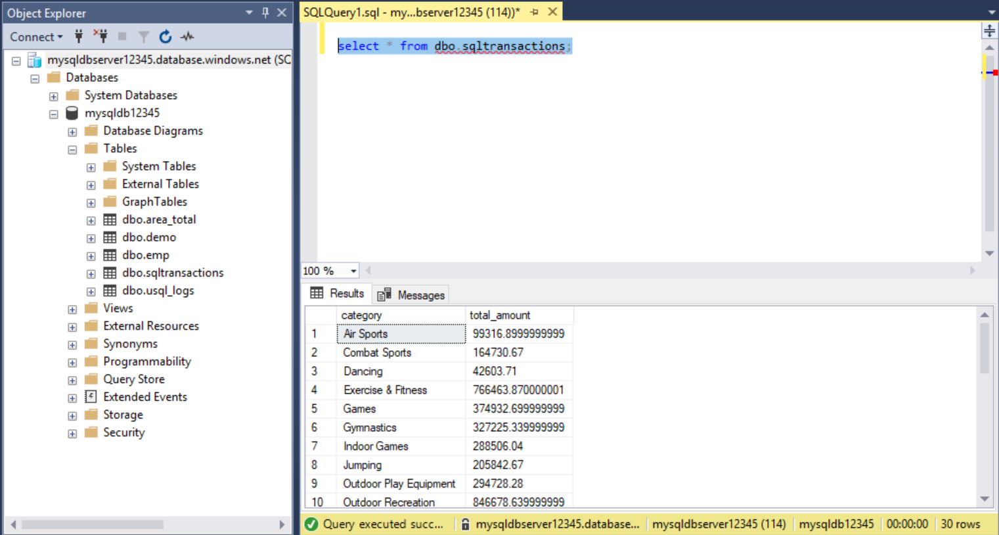 Object Explorer
Connect
mysqldbserver12345.database.windows.net (SC
Databases
System Databases
mysqldb12345
Database Diagrams
Tables
System Tables
External Tables
GraphTables
dbo.area_total
dbo.demo
dbo.emp
dbo.sqltransactions
dbo.usql_logs
Views
External Resources
Synonyms
Programmability
Query Store
Extended Events
Storage
Security
SQLQuery1.sql - my...bserver12345 (114))*
select * from dbo.sqltransactions;
100 %
Results Messages
category total_amount
1 Air Sports 99316.8999999999
2 Combat Sports 164730.67
3 Dancing 42603.71
4 Exercise & Fitness 766463.870000001
5 Games 374932.699999999
6 Gymnastics 327225.339999999
7 Indoor Games 288506.04
8 Jumping 205842.67
9 Outdoor Play Equipment 294728.28
10 Outdoor Recreation 846678.639999999
Query executed succ... mysqldbserver12345.database... mysqldbserver12345 (114) mysqldb12345 00:00:00 30 rows